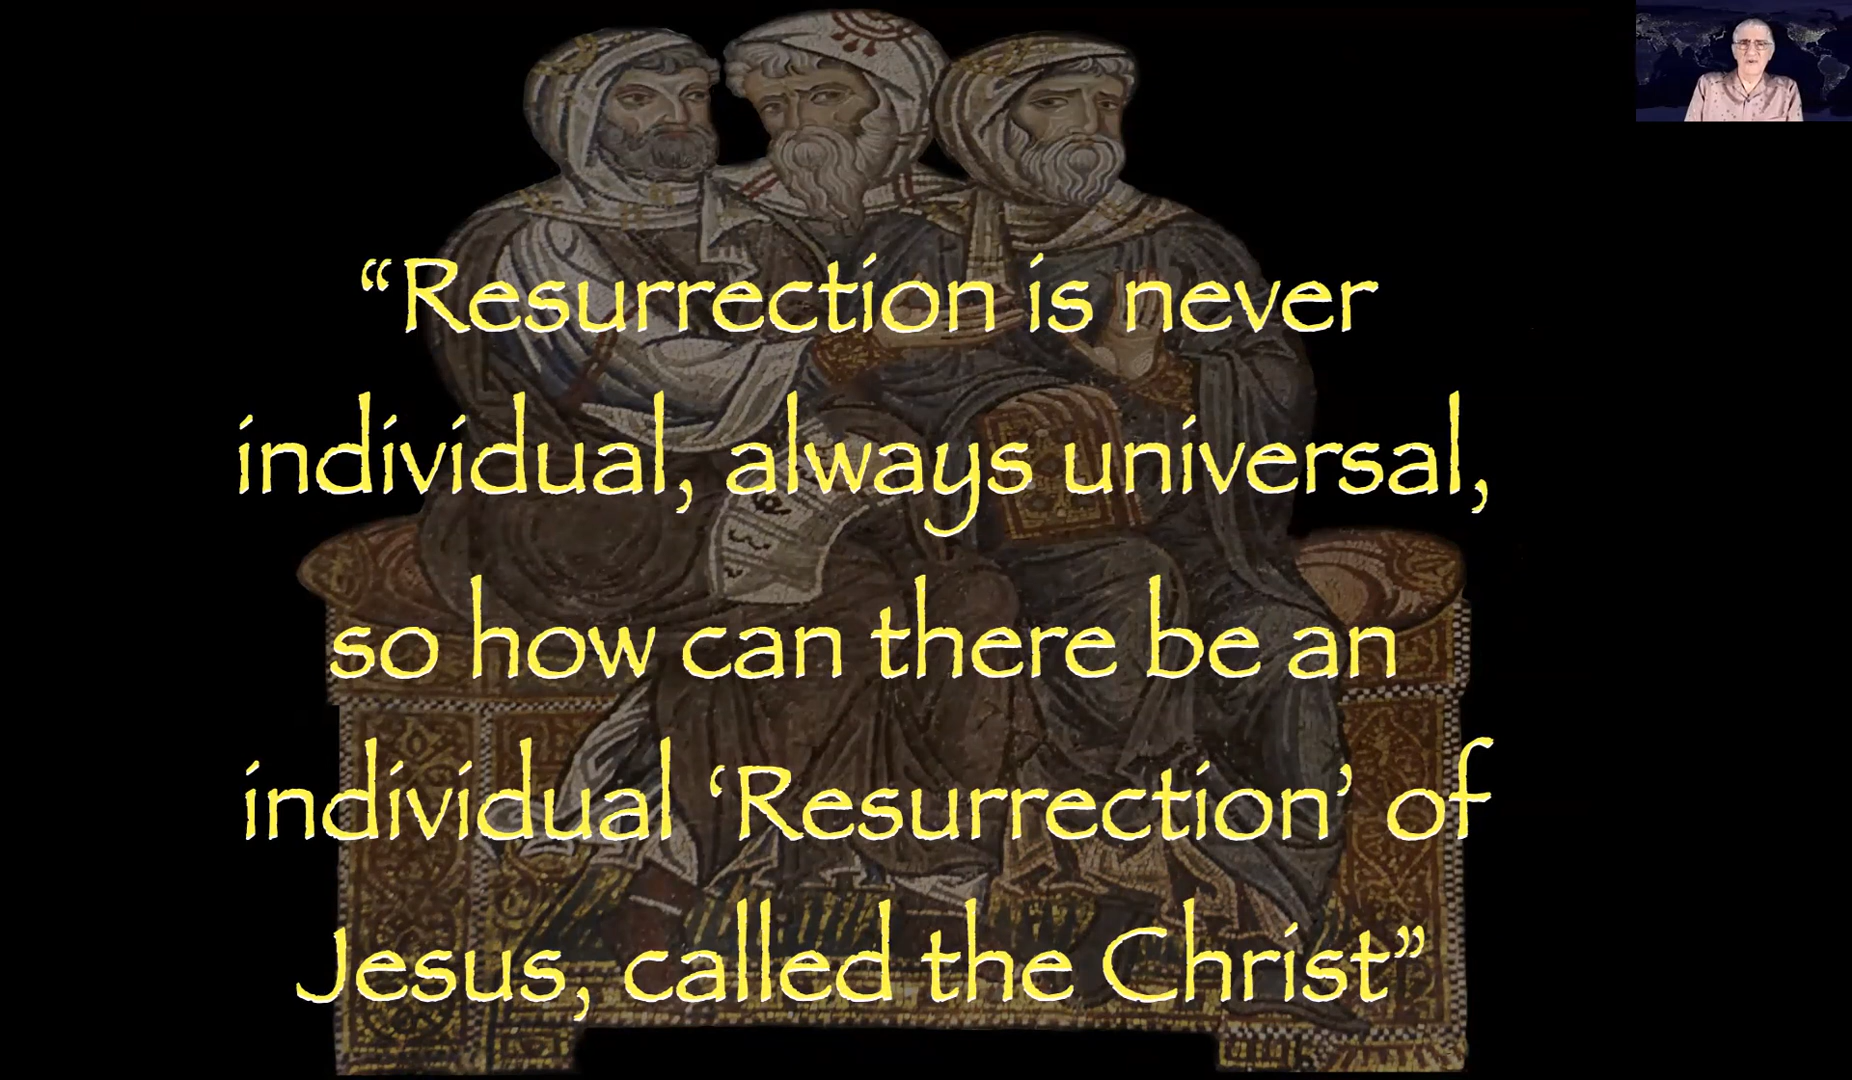 “Resurrection is never
individual, always universal,
so how can there be an
individual ‘Resurrection’ of
Jesus, called the Christ”